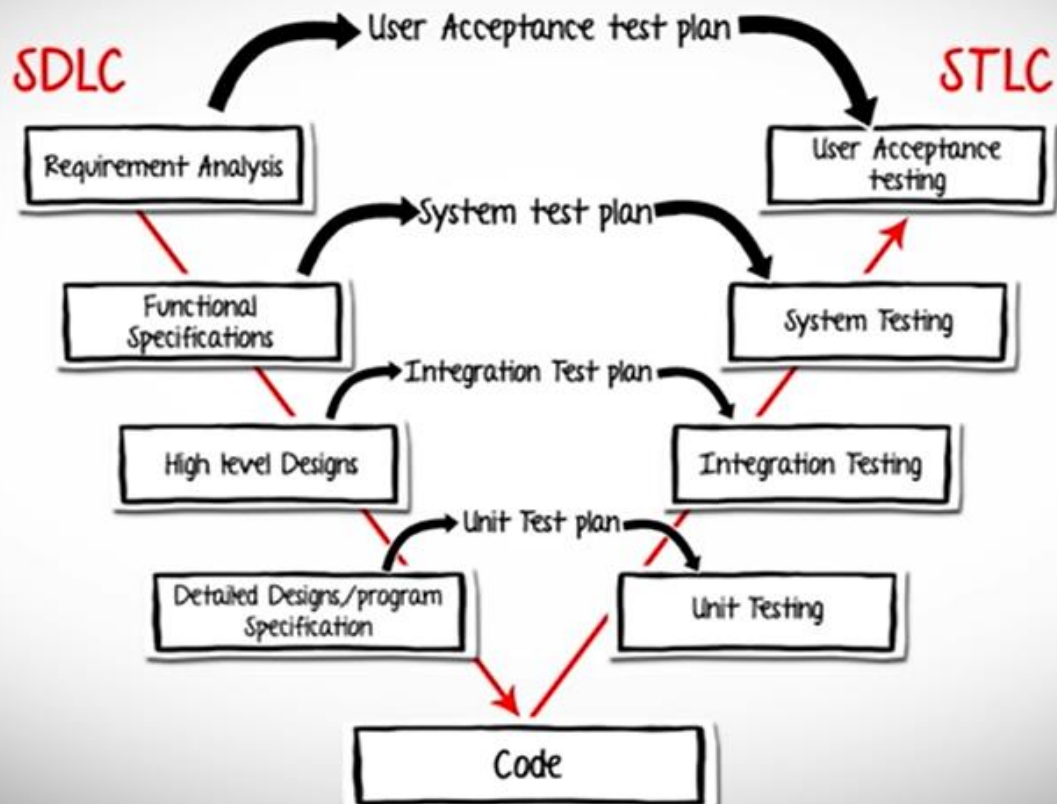 User Acceptance test plan
SDLC
STLC
Requirement Analysis
User Acceptance
testing
System test plan
Functional
Specifications
System Testing
Integration Test plan
High level Designs
Integration Testing
Unit Test plan
Detailed Designs/program
Specification
Unit Testing
Code